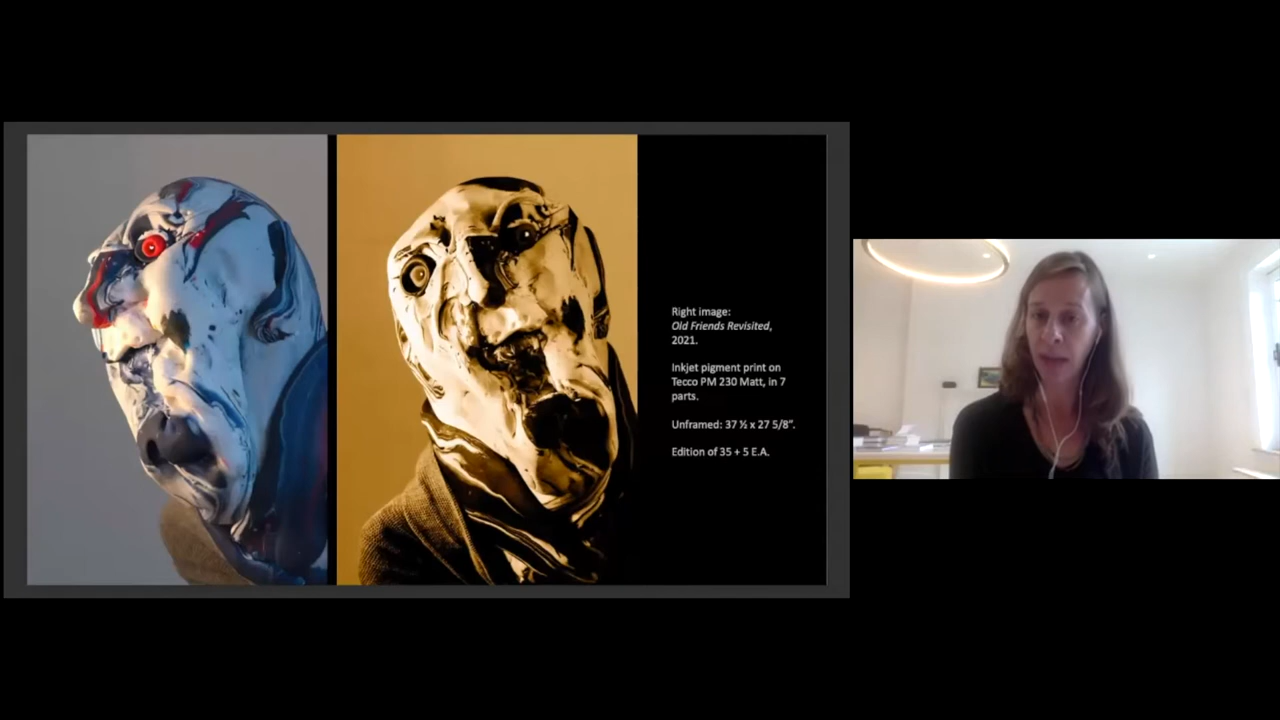 Right image:
Old Friends Revisited,
2021.
Inkjet pigment print on
Tecco PM 230 Matt, in 7
parts.
Unframed: 37 ½ x 27 5/8”.
Edition of 35 + 5 E.A.